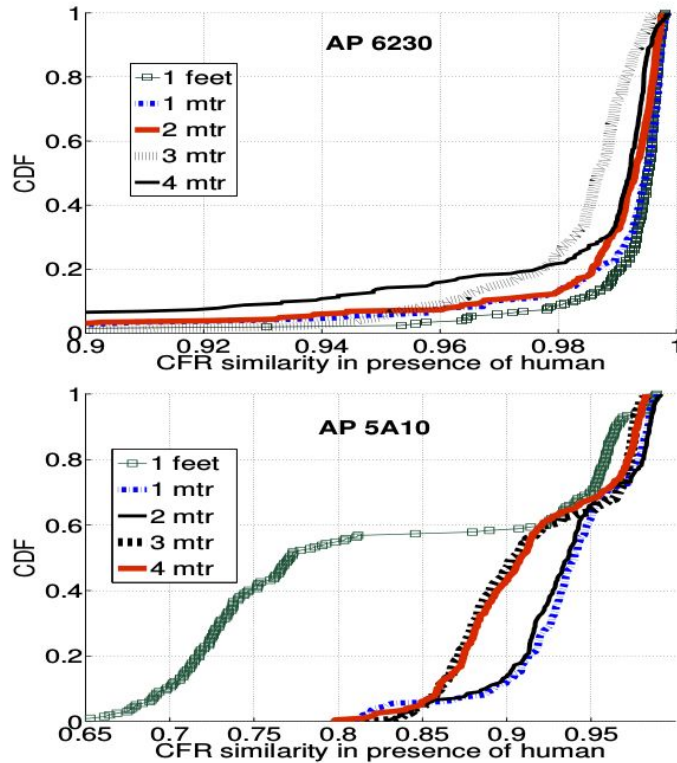 1
0.8
0.6
0.4
0.2
0
CDF
AP 6230
1 feet
1 mtr
2 mtr
3 mtr
4 mtr
0.9 0.92 0.94 0.96 0.98 1
CFR similarity in presence of human
1
0.8
0.6
0.4
0.2
0
CDF
AP 5A10
1 feet
1 mtr
2 mtr
3 mtr
4 mtr
0.65 0.7 0.75 0.8 0.85 0.9 0.95
CFR similarity in presence of human